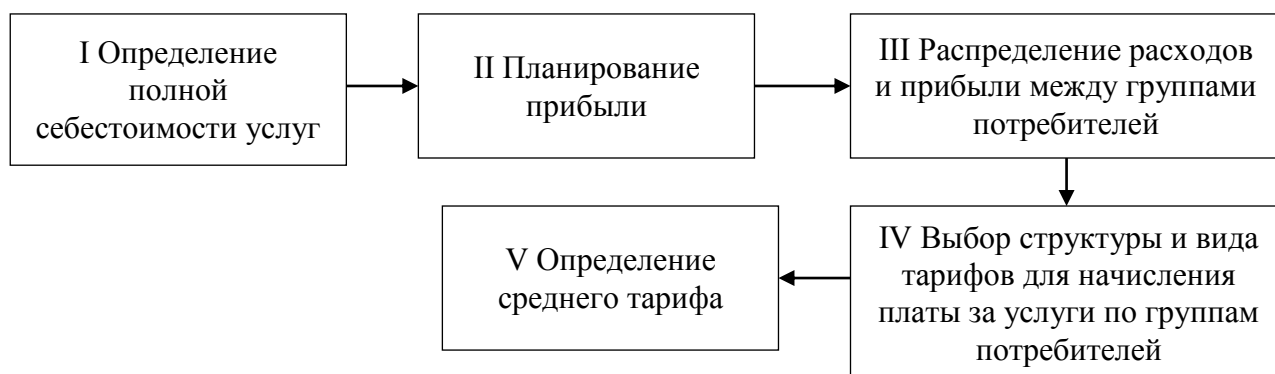 I Определение
полной
себестоимости услуг
II Планирование
прибыли
III Распределение расходов
и прибыли между группами
потребителей
IV Выбор структуры и вида
тарифов для начисления
платы за услуги по группам
потребителей
V Определение
среднего тарифа